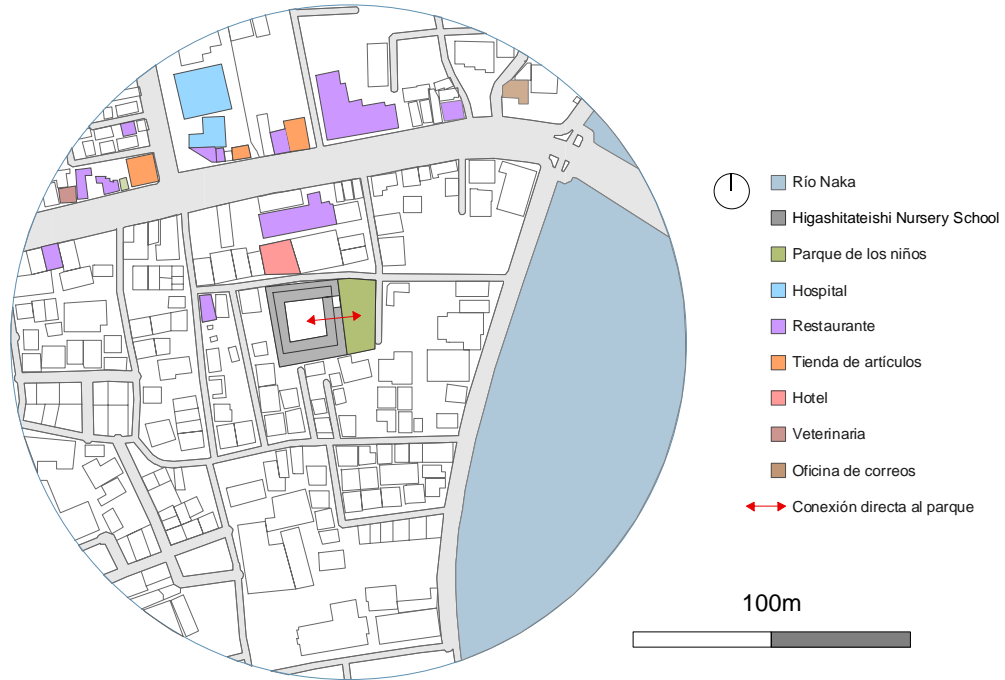 Río Naka
Higashitateishi Nursery School
Parque de los niños
Hospital
Restaurante
Tienda de artículos
Hotel
Veterinaria
Oficina de correos
Conexión directa al parque
100m